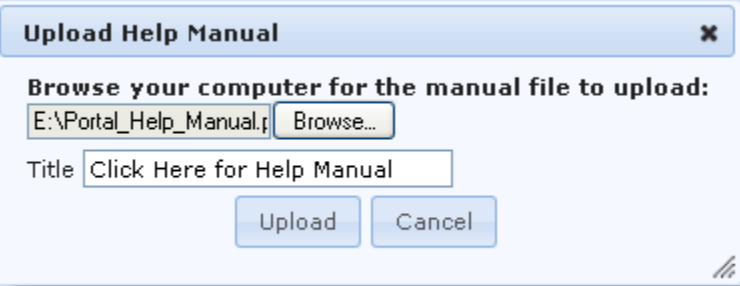 Upload Help Manual
Browse your computer for the manual file to upload:
E:\Portal_Help_Manual.p Browse...
Title Click Here for Help Manual
Upload Cancel